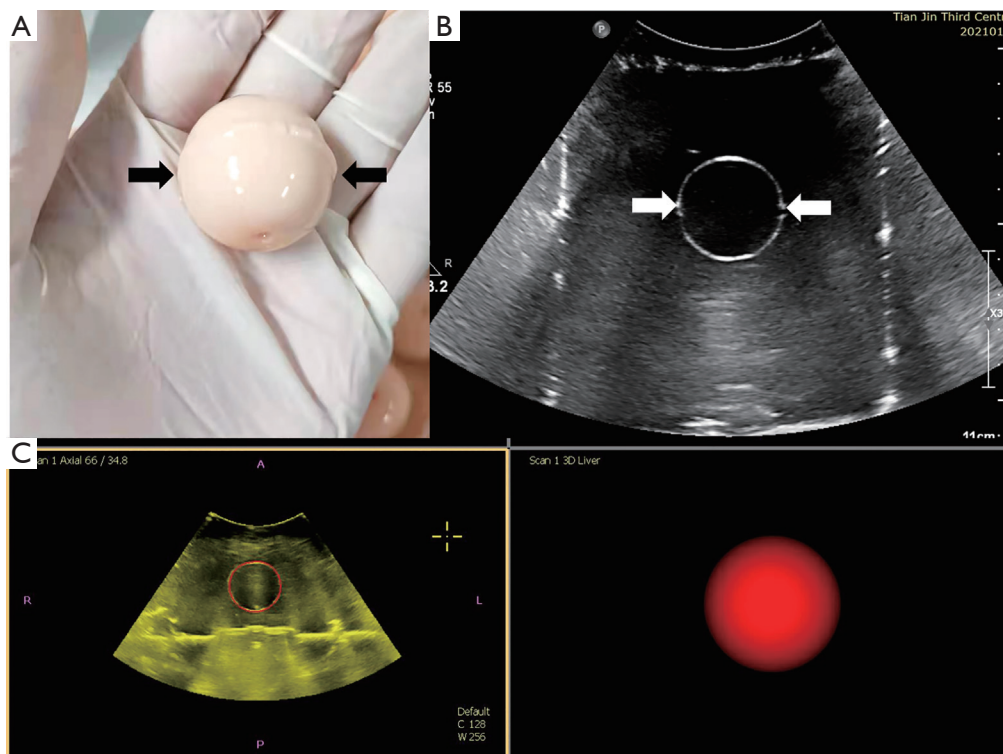 A
R 55
R
3.2
B
P
Tian Jin Third Centr
202101
X3
11cm
C
an 1 Axial 66 / 34.8
A
R
L
P
Default
C 128
W 256
Scan 1 3D Liver